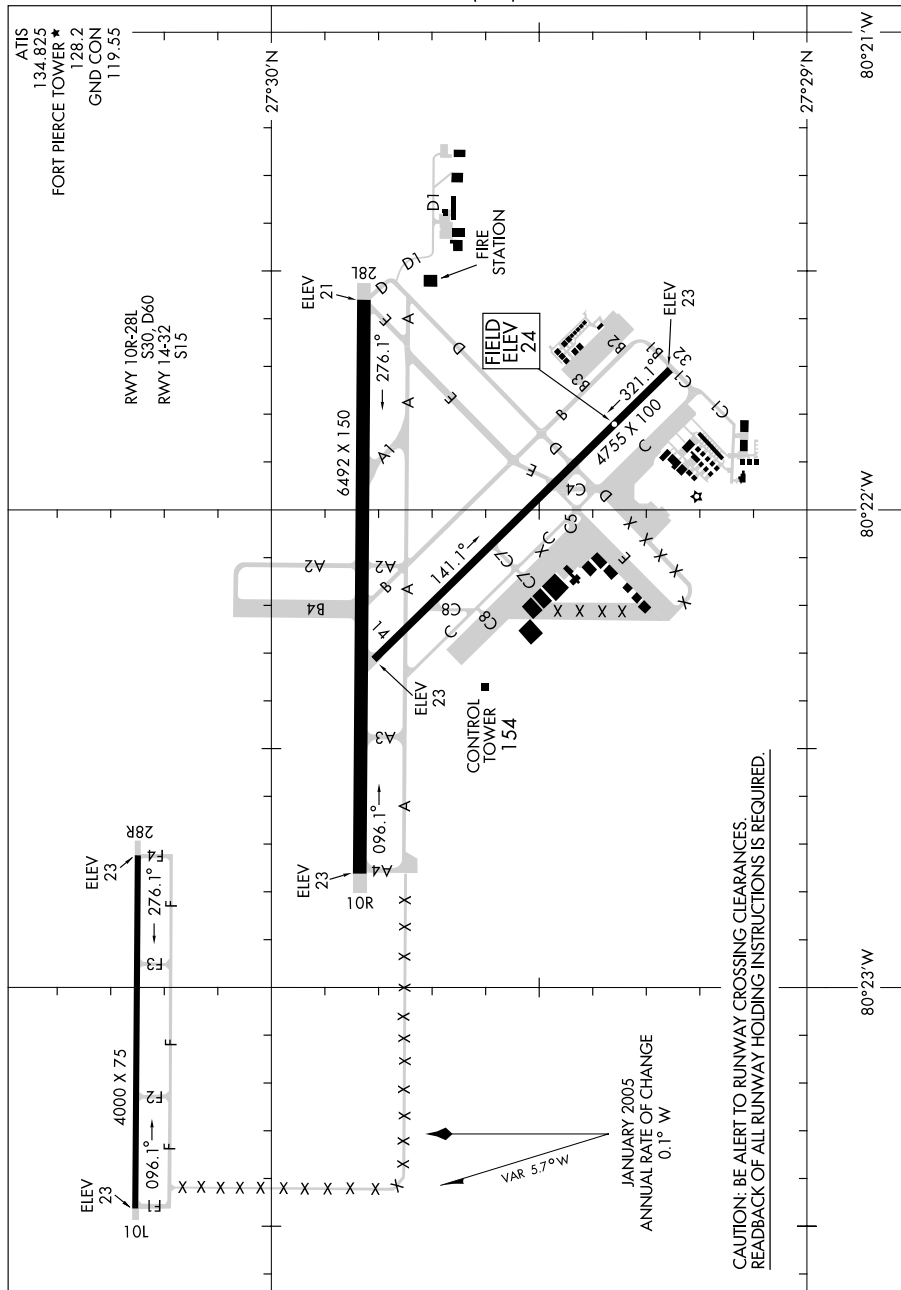 ATIS
134.825
FORT PIERCE TOWER★
128.2
GND CON
119.55
RWY 10R-28L
S30, D60
RWY 14-32
S15
27°30'N
27°29'N
80°21'W
80°22'W
80°23'W
D1
D1
FIRE
STATION
ELEV
21
28L
D
E
A
276.1°
6492 X 150
D
E
A
A1
FIELD
ELEV
24
B2
B1
B3
B
ELEV
23
32
C1
C1
321.1°
4755 X 100
C
D
E
C4
D
C5
C
E
X
X
X
X
X
A2
A2
B4
B
A
141.1°
C7
C7
X
C8
C8
C
X X X X
14
ELEV
23
CONTROL
TOWER
154
A3
A
096.1°
A4
ELEV
23
10R
X X X X X X X X X X X
ELEV
23
28R
F4
276.1°
F
F3
4000 X 75
F
F2
F
096.1°
F1
ELEV
23
10L
X X X X X X X X X
VAR 5.7°W
JANUARY 2005
ANNUAL RATE OF CHANGE
0.1° W
CAUTION: BE ALERT TO RUNWAY CROSSING CLEARANCES.
READBACK OF ALL RUNWAY HOLDING INSTRUCTIONS IS REQUIRED.